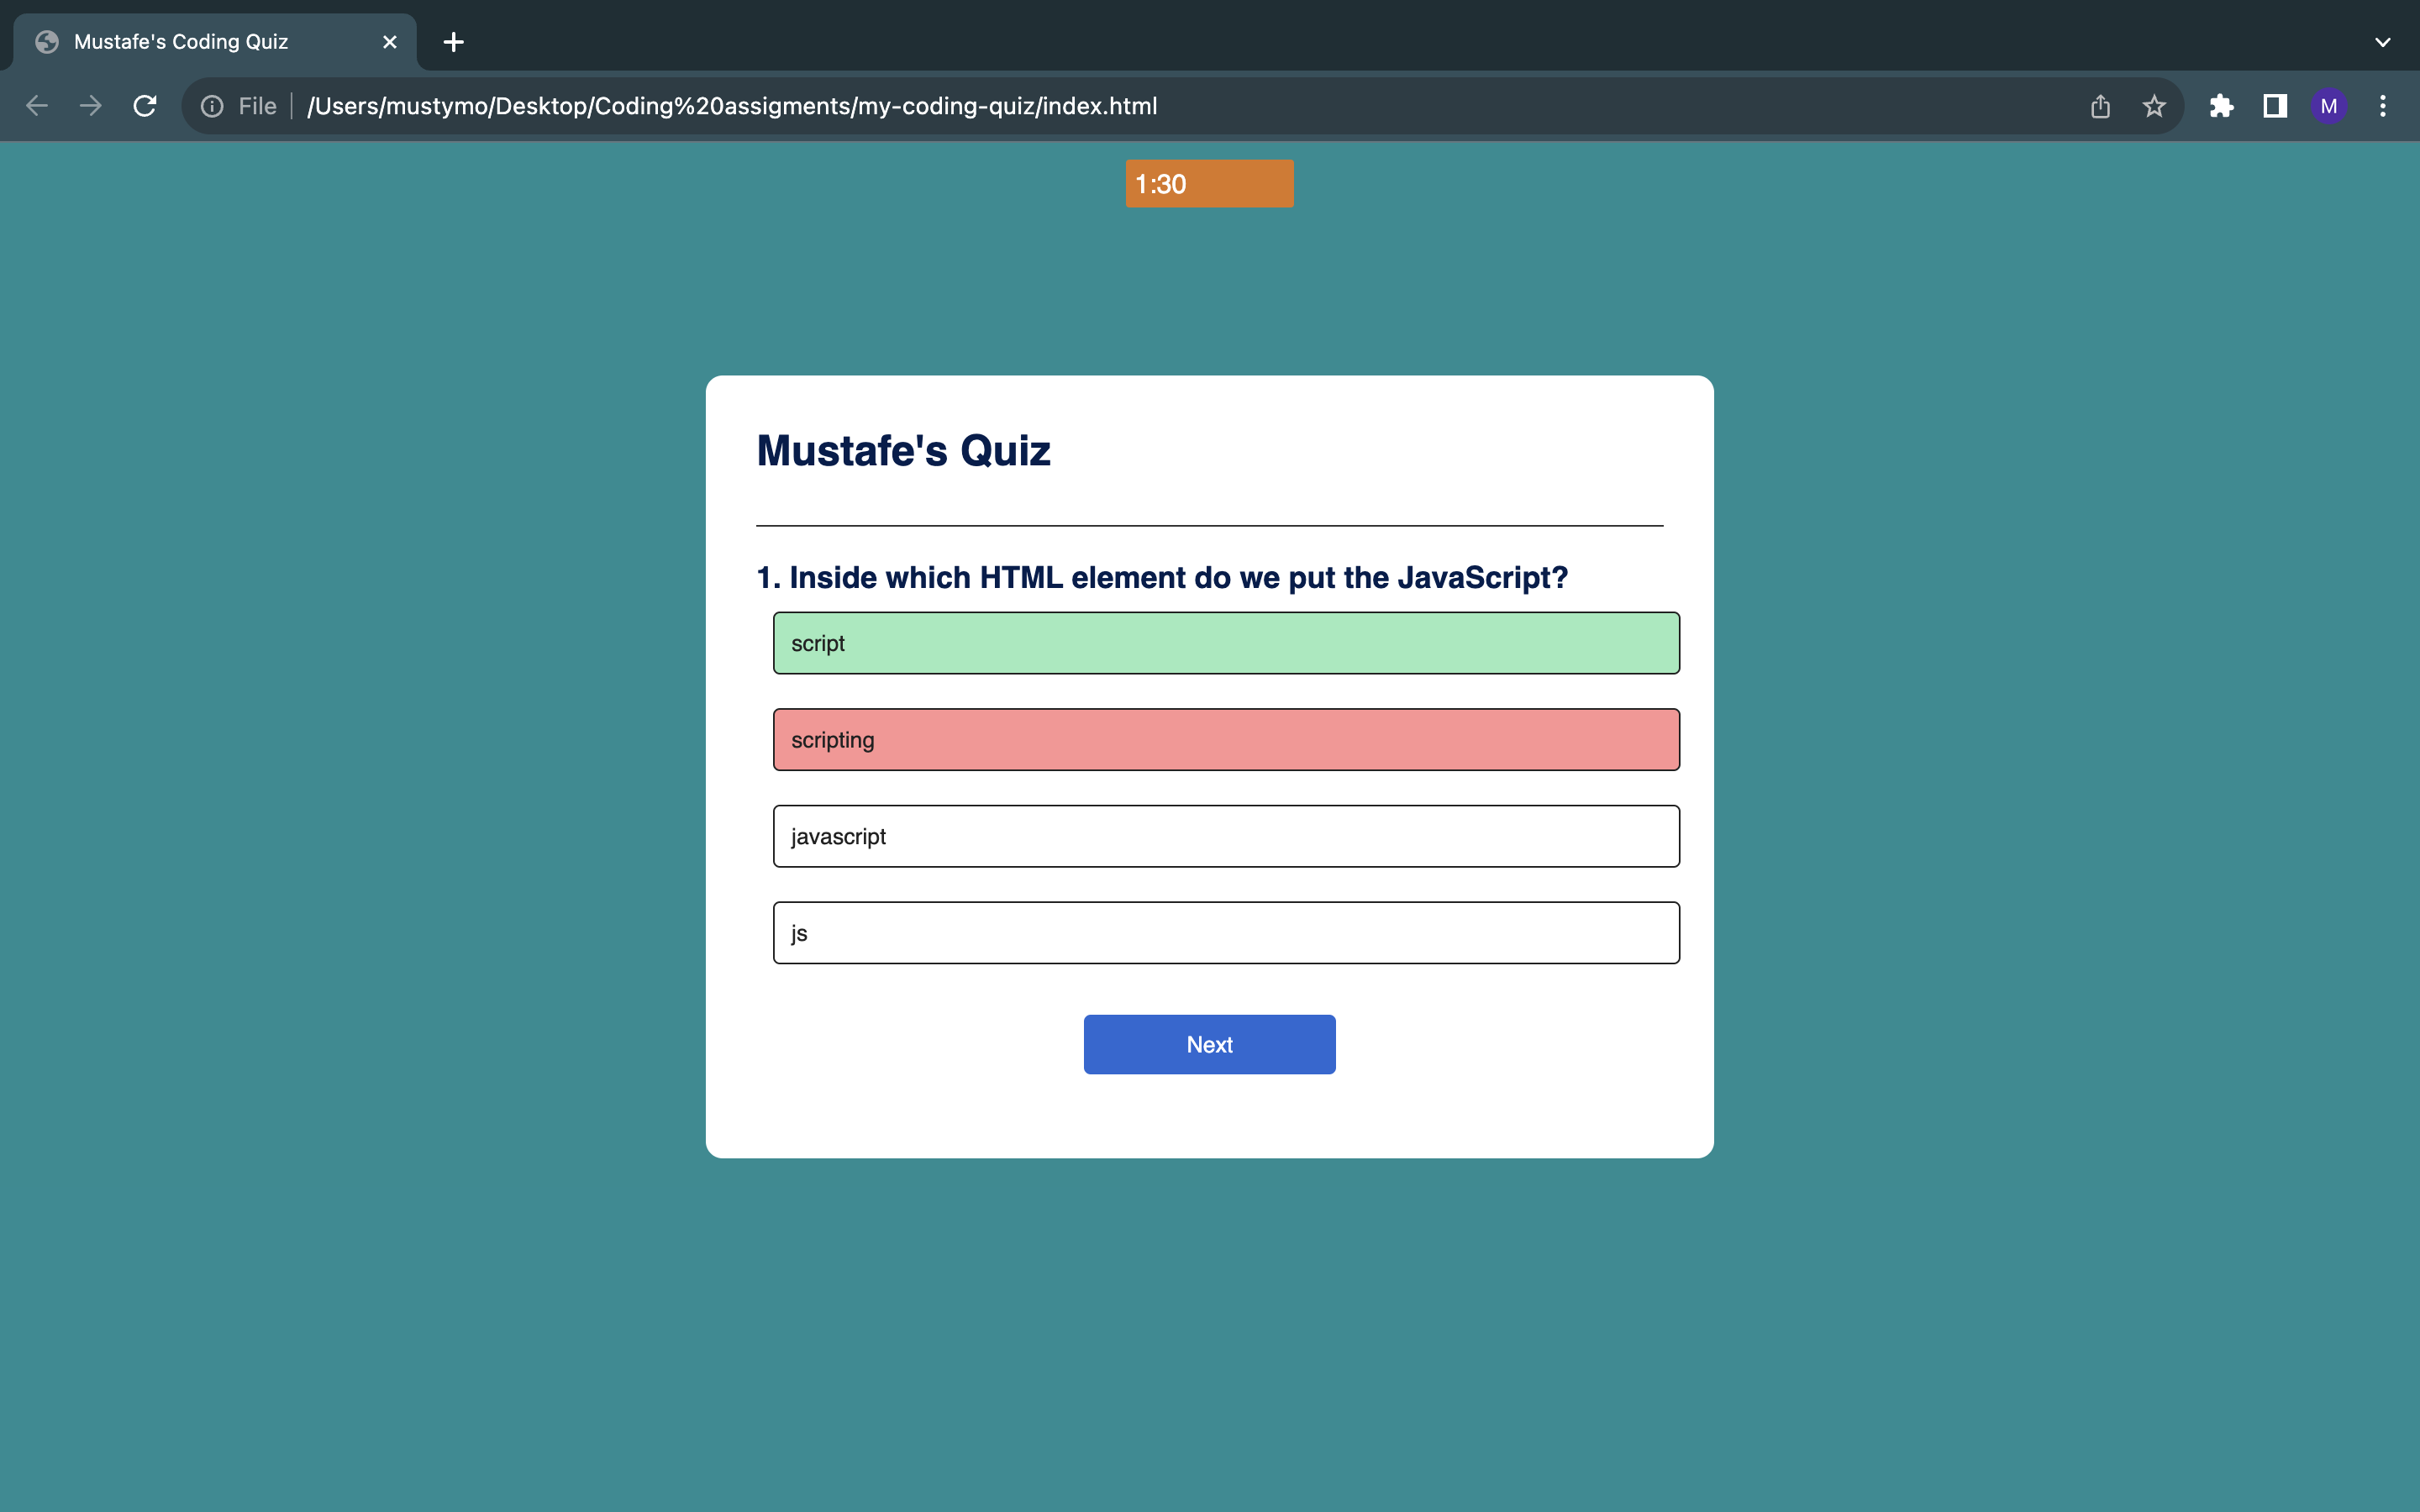 Mustafe's Coding Quiz
File
/Users/mustymo/Desktop/Coding%20assigments/my-coding-quiz/index.html
M
1:30
Mustafe's Quiz
1. Inside which HTML element do we put the JavaScript?
script
scripting
javascript
js
Next